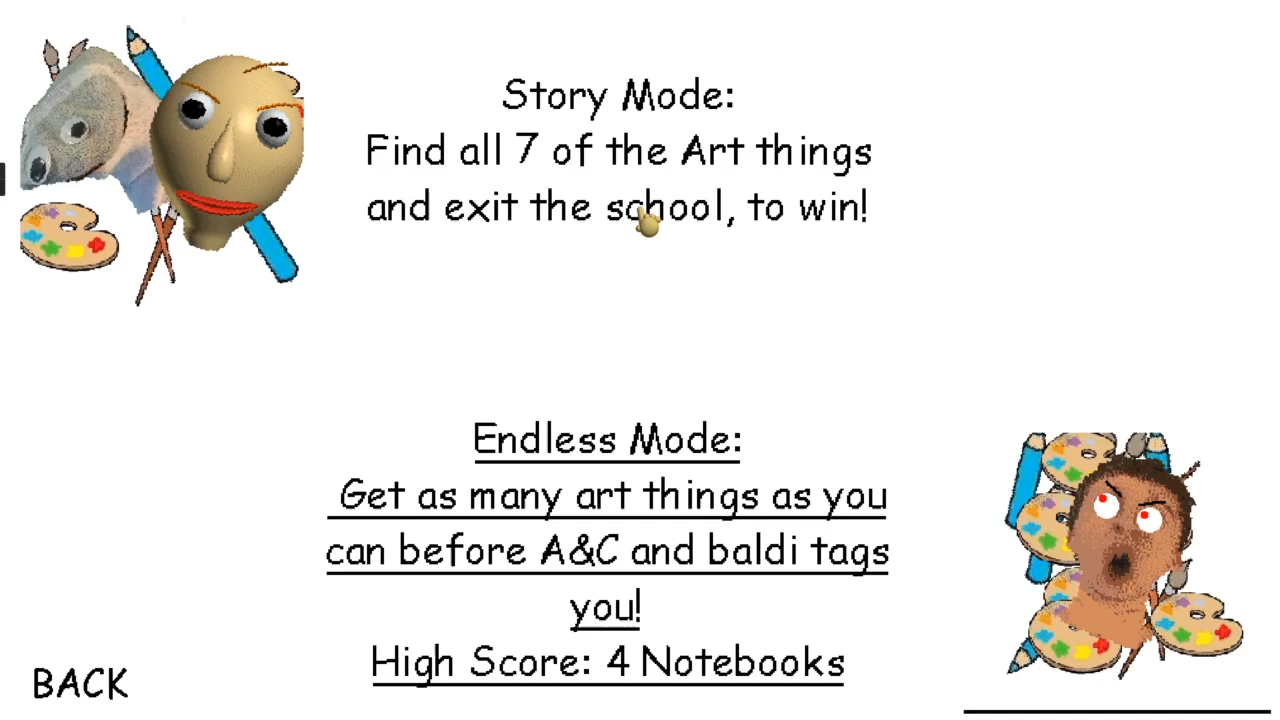 Story Mode:
Find all 7 of the Art things
and exit the school, to win!
Endless Mode:
Get as many art things as you
can before A&C and baldi tags
you!
High Score: 4 Notebooks
BACK